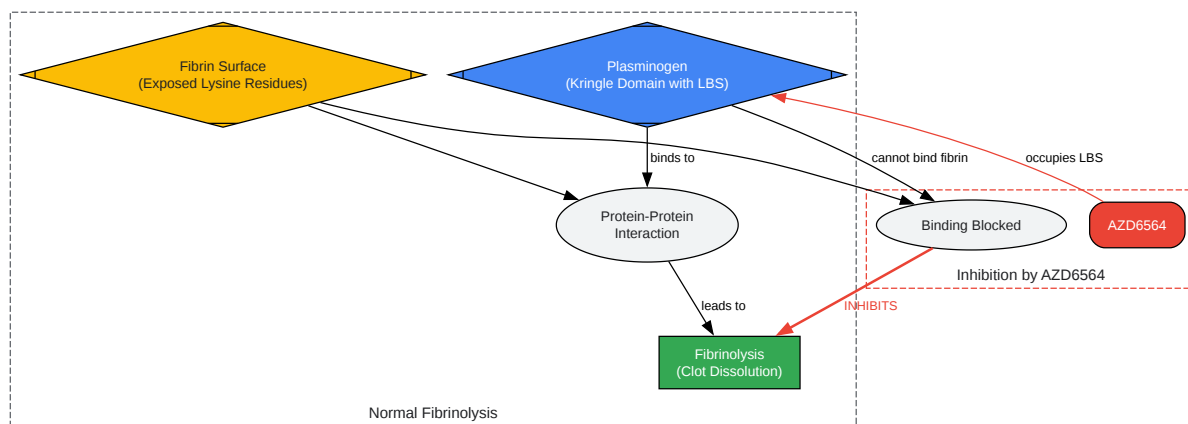 Fibrin Surface
(Exposed Lysine Residues)
Plasminogen
(Kringle Domain with LBS)
binds to
cannot bind fibrin
occupies LBS
Protein-Protein
Interaction
Binding Blocked
AZD6564
Inhibition by AZD6564
leads to
INHIBITS
Fibrinolysis
(Clot Dissolution)
Normal Fibrinolysis